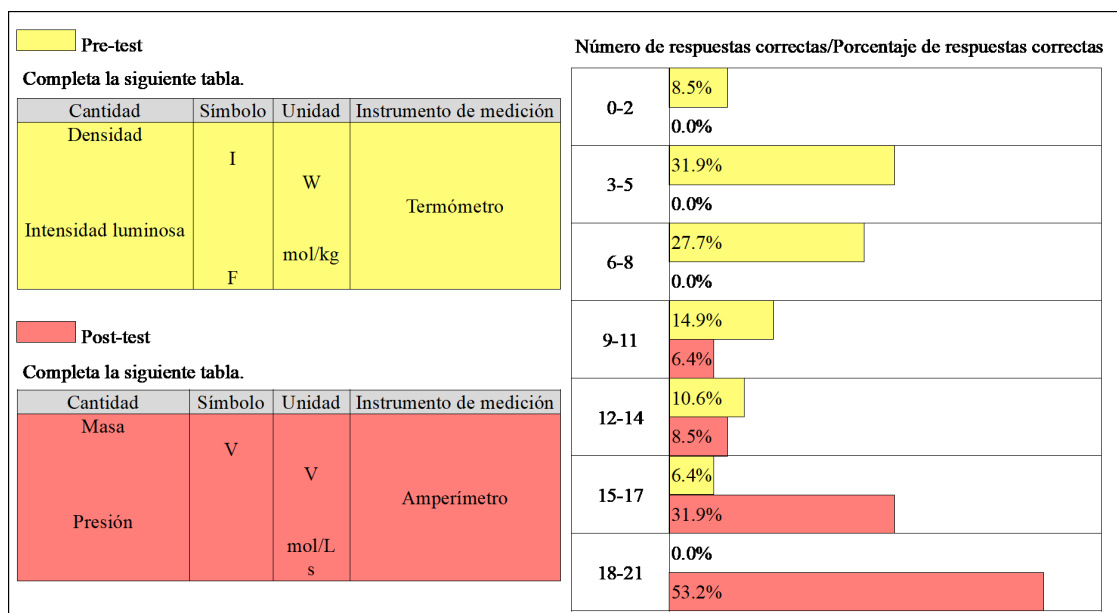 Pre-test
Completa la siguiente tabla.
Cantidad Símbolo Unidad Instrumento de medición
Densidad
I
W
Termómetro
Intensidad luminosa
mol/kg
F
Post-test
Completa la siguiente tabla.
Cantidad Símbolo Unidad Instrumento de medición
Masa
V
V
Amperímetro
Presión
mol/L
s
Número de respuestas correctas/Porcentaje de respuestas correctas
0-2
8.5%
0.0%
3-5
31.9%
0.0%
6-8
27.7%
0.0%
9-11
14.9%
6.4%
12-14
10.6%
8.5%
15-17
6.4%
31.9%
18-21
0.0%
53.2%